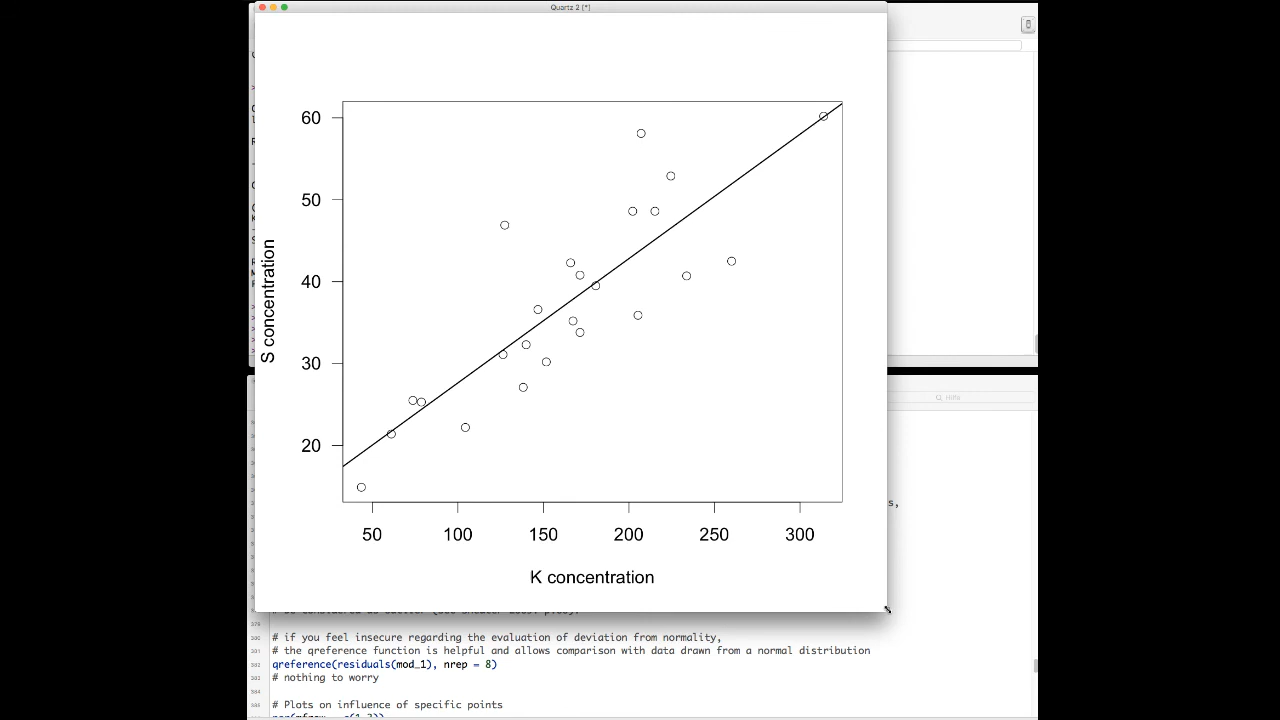 Quartz 2 [*]
60
50
40
30
20
S concentration
50 100 150 200 250 300
K concentration
Hilfe
s,
# if you feel insecure regarding the evaluation of deviation from normality,
# the qreference function is helpful and allows comparison with data drawn from a normal distribution
qreference(residuals(mod_1), nrep = 8)
# nothing to worry
# Plots on influence of specific points